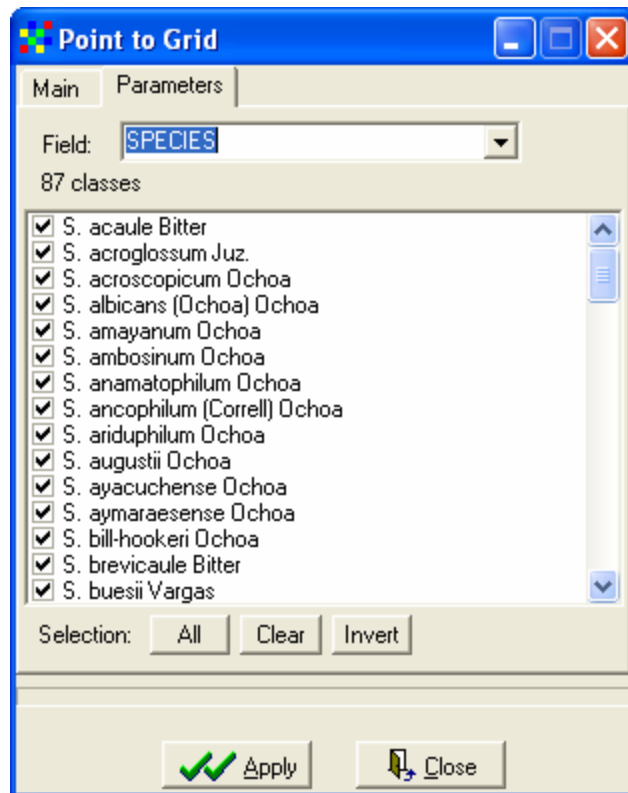 Point to Grid
Main Parameters
Field: SPECIES
87 classes
S. acaule Bitter
S. acroglossum Juz.
S. acroscopicum Ochoa
S. albicans (Ochoa) Ochoa
S. amayanum Ochoa
S. ambosinum Ochoa
S. anamatophilum Ochoa
S. ancophilum (Correll) Ochoa
S. ariduphilum Ochoa
S. augustii Ochoa
S. ayacuchense Ochoa
S. aymaraesense Ochoa
S. bill-hookeri Ochoa
S. brevicaule Bitter
S. buesii Vargas
Selection: All Clear Invert
Apply Close